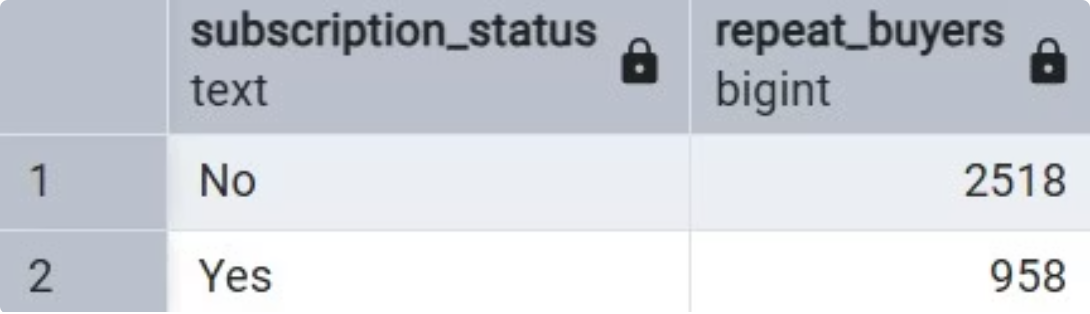 subscription_status repeat_buyers
text bigint
1 No 2518
2 Yes 958